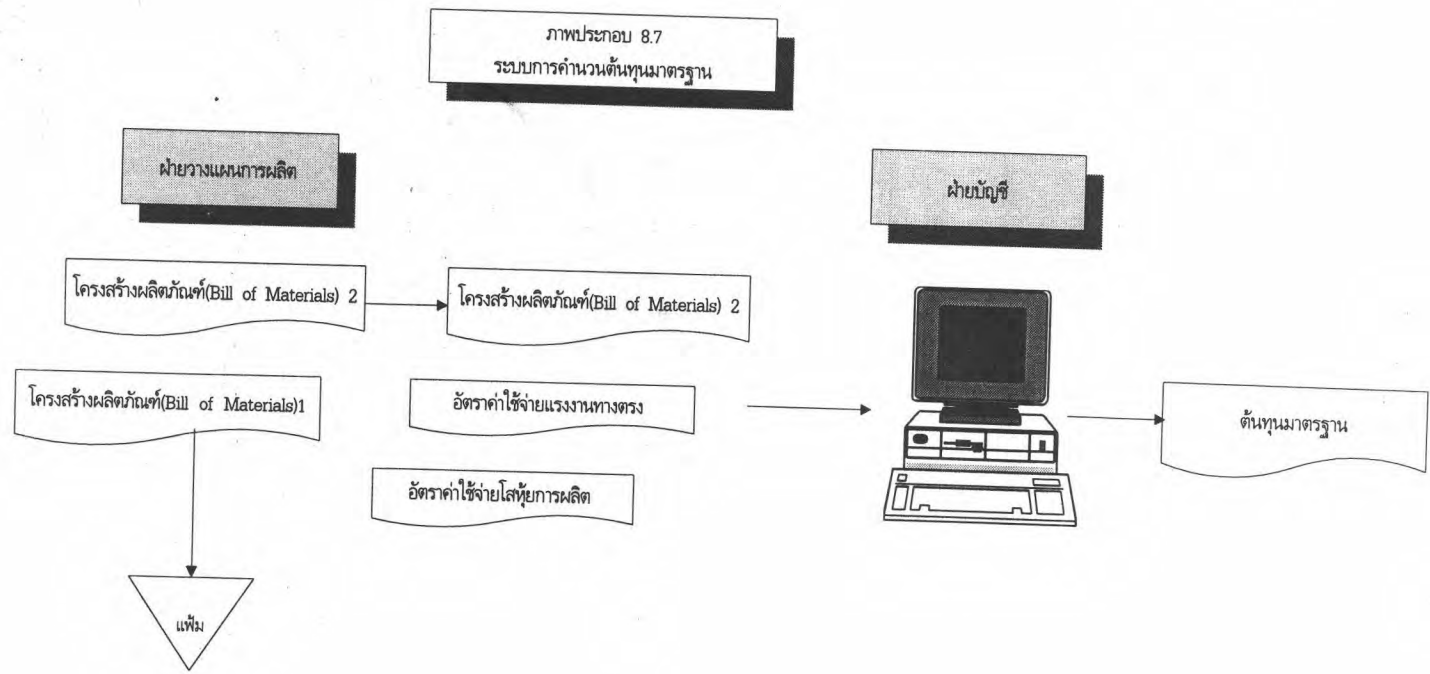 ภาพประกอบ 8.7
ระบบการคำนวนต้นทุนมาตรฐาน
ฝ่ายวางแผนการผลิต
ฝ่ายบัญชี
โครงสร้างผลิตภัณฑ์(Bill of Materials) 2
โครงสร้างผลิตภัณฑ์(Bill of Materials) 2
โครงสร้างผลิตภัณฑ์(Bill of Materials)1
อัตราค่าใช้จ่ายแรงงานทางตรง
ต้นทุนมาตรฐาน
อัตราค่าใช้จ่ายโสหุ้ยการผลิต
แฟ้ม